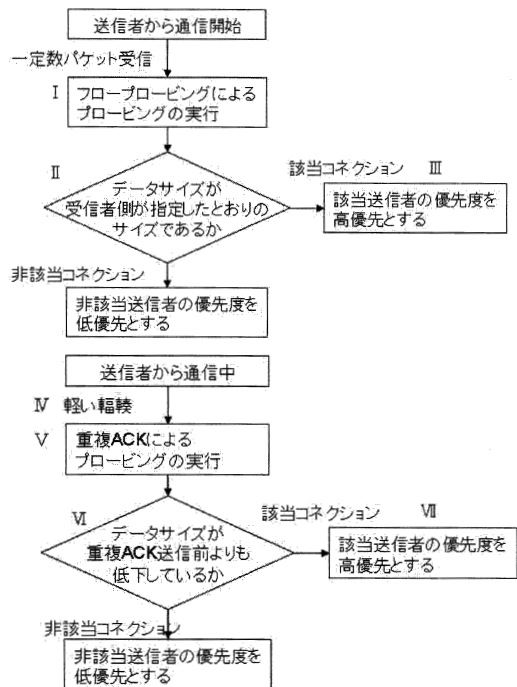 送信者から通信開始
一定数パケット受信
Ⅰ
フロープロービングによる
プロービングの実行
Ⅱ
データサイズが
受信者側が指定したとおりの
サイズであるか
該当コネクション Ⅲ
該当送信者の優先度を
高優先とする
非該当コネクション
非該当送信者の優先度を
低優先とする
送信者から通信中
Ⅳ 軽い輻輳
Ⅴ
重複ACKによる
プロービングの実行
Ⅵ
データサイズが
重複ACK送信前よりも
低下しているか
該当コネクション Ⅶ
該当送信者の優先度を
高優先とする
非該当コネクション
非該当送信者の優先度を
低優先とする